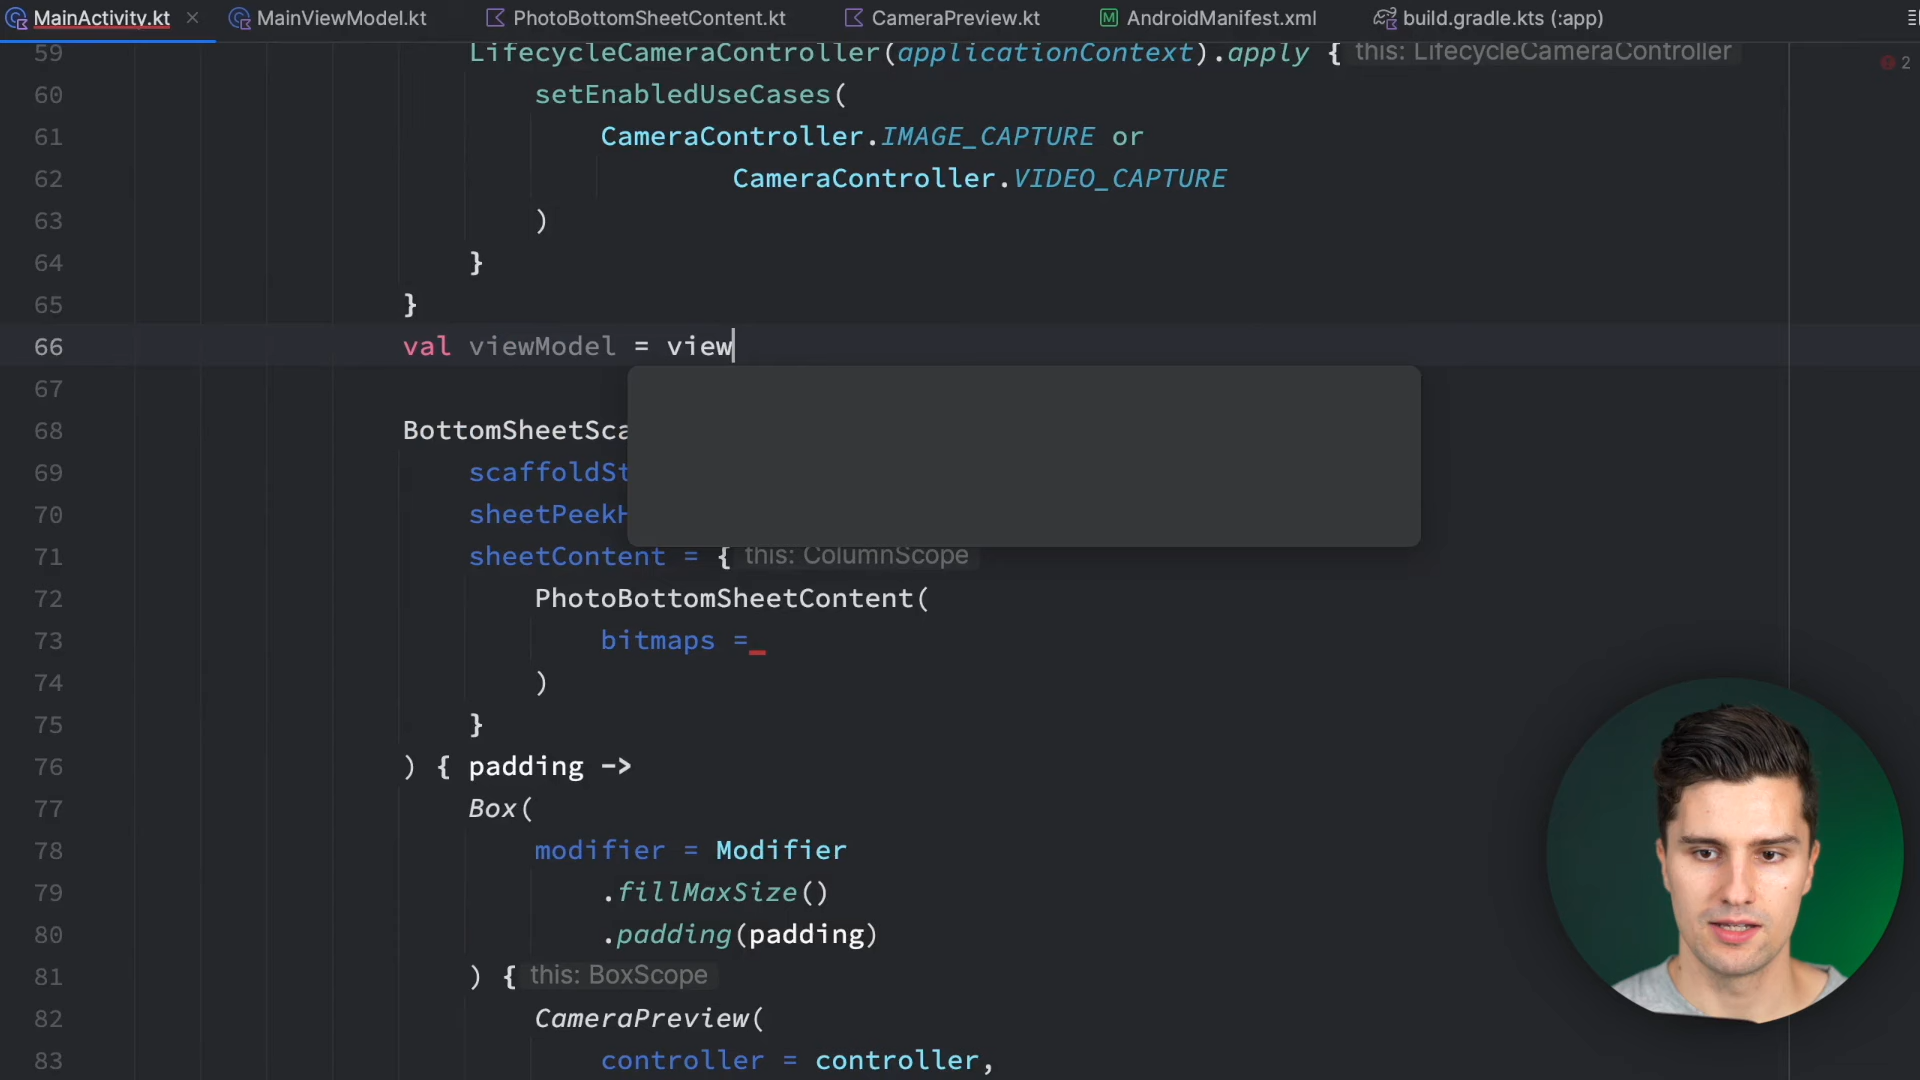 MainActivity.kt MainViewModel.kt PhotoBottomSheetContent.kt CameraPreview.kt AndroidManifest.xml build.gradle.kts (:app)
59 LifecycleCameraController(applicationContext).apply { this: LifecycleCameraController
2
60 setEnabledUseCases(
61 CameraController.IMAGE_CAPTURE or
62 CameraController.VIDEO_CAPTURE
63 )
64 }
65 }
66 val viewModel = view
67
68 BottomSheetSca
69 scaffoldSt
70 sheetPeekH
71 sheetContent = { this: ColumnScope
72 PhotoBottomSheetContent(
73 bitmaps =
74 )
75 }
76 ) { padding ->
77 Box(
78 modifier = Modifier
79 .fillMaxSize()
80 .padding(padding)
81 ) { this: BoxScope
82 CameraPreview(
83 controller = controller,